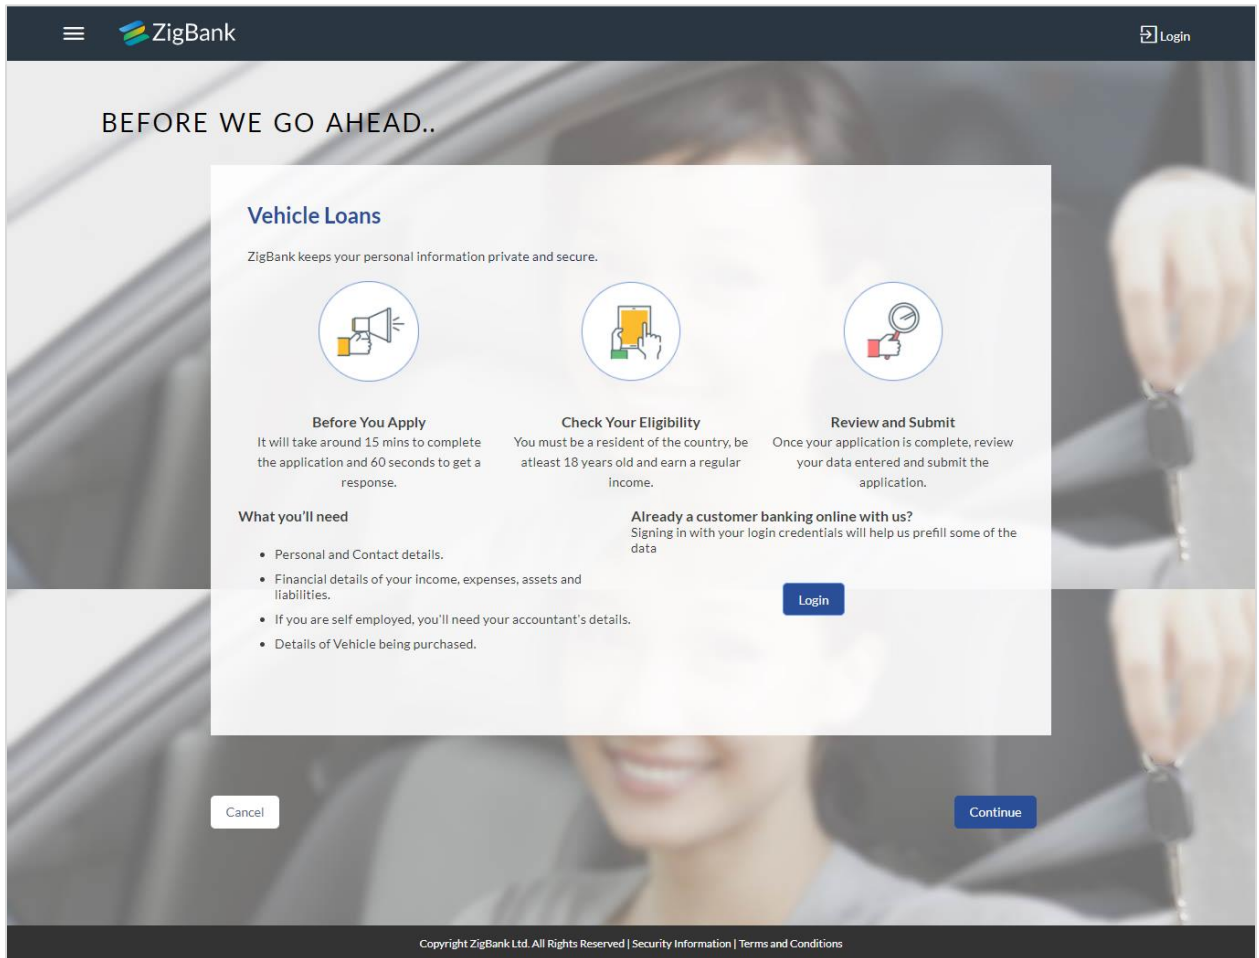 ZigBank
Login
BEFORE WE GO AHEAD..
Vehicle Loans
ZigBank keeps your personal information private and secure.
Before You Apply
It will take around 15 mins to complete
the application and 60 seconds to get a
response.
Check Your Eligibility
You must be a resident of the country, be
atleast 18 years old and earn a regular
income.
Review and Submit
Once your application is complete, review
your data entered and submit the
application.
What you'll need
• Personal and Contact details.
• Financial details of your income, expenses, assets and
liabilities.
• If you are self employed, you'll need your accountant's details.
• Details of Vehicle being purchased.
Already a customer banking online with us?
Signing in with your login credentials will help us prefill some of the
data
Login
Cancel
Continue
Copyright ZigBank Ltd. All Rights Reserved | Security Information | Terms and Conditions